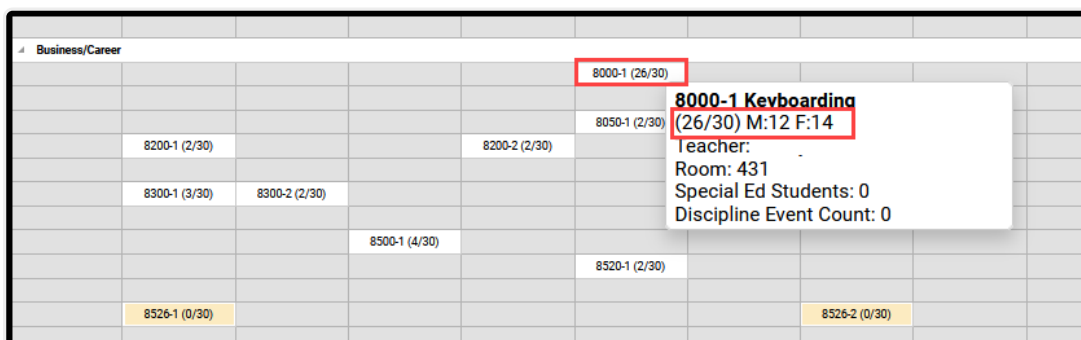 Business/Career
8000-1 (26/30)
8000-1 Keyboarding
(26/30) M:12 F:14
Teacher:
Room: 431
Special Ed Students: 0
Discipline Event Count: 0
8050-1 (2/30)
8200-1 (2/30) 8200-2 (2/30)
8300-1 (3/30) 8300-2 (2/30)
8500-1 (4/30)
8520-1 (2/30)
8526-1 (0/30) 8526-2 (0/30)